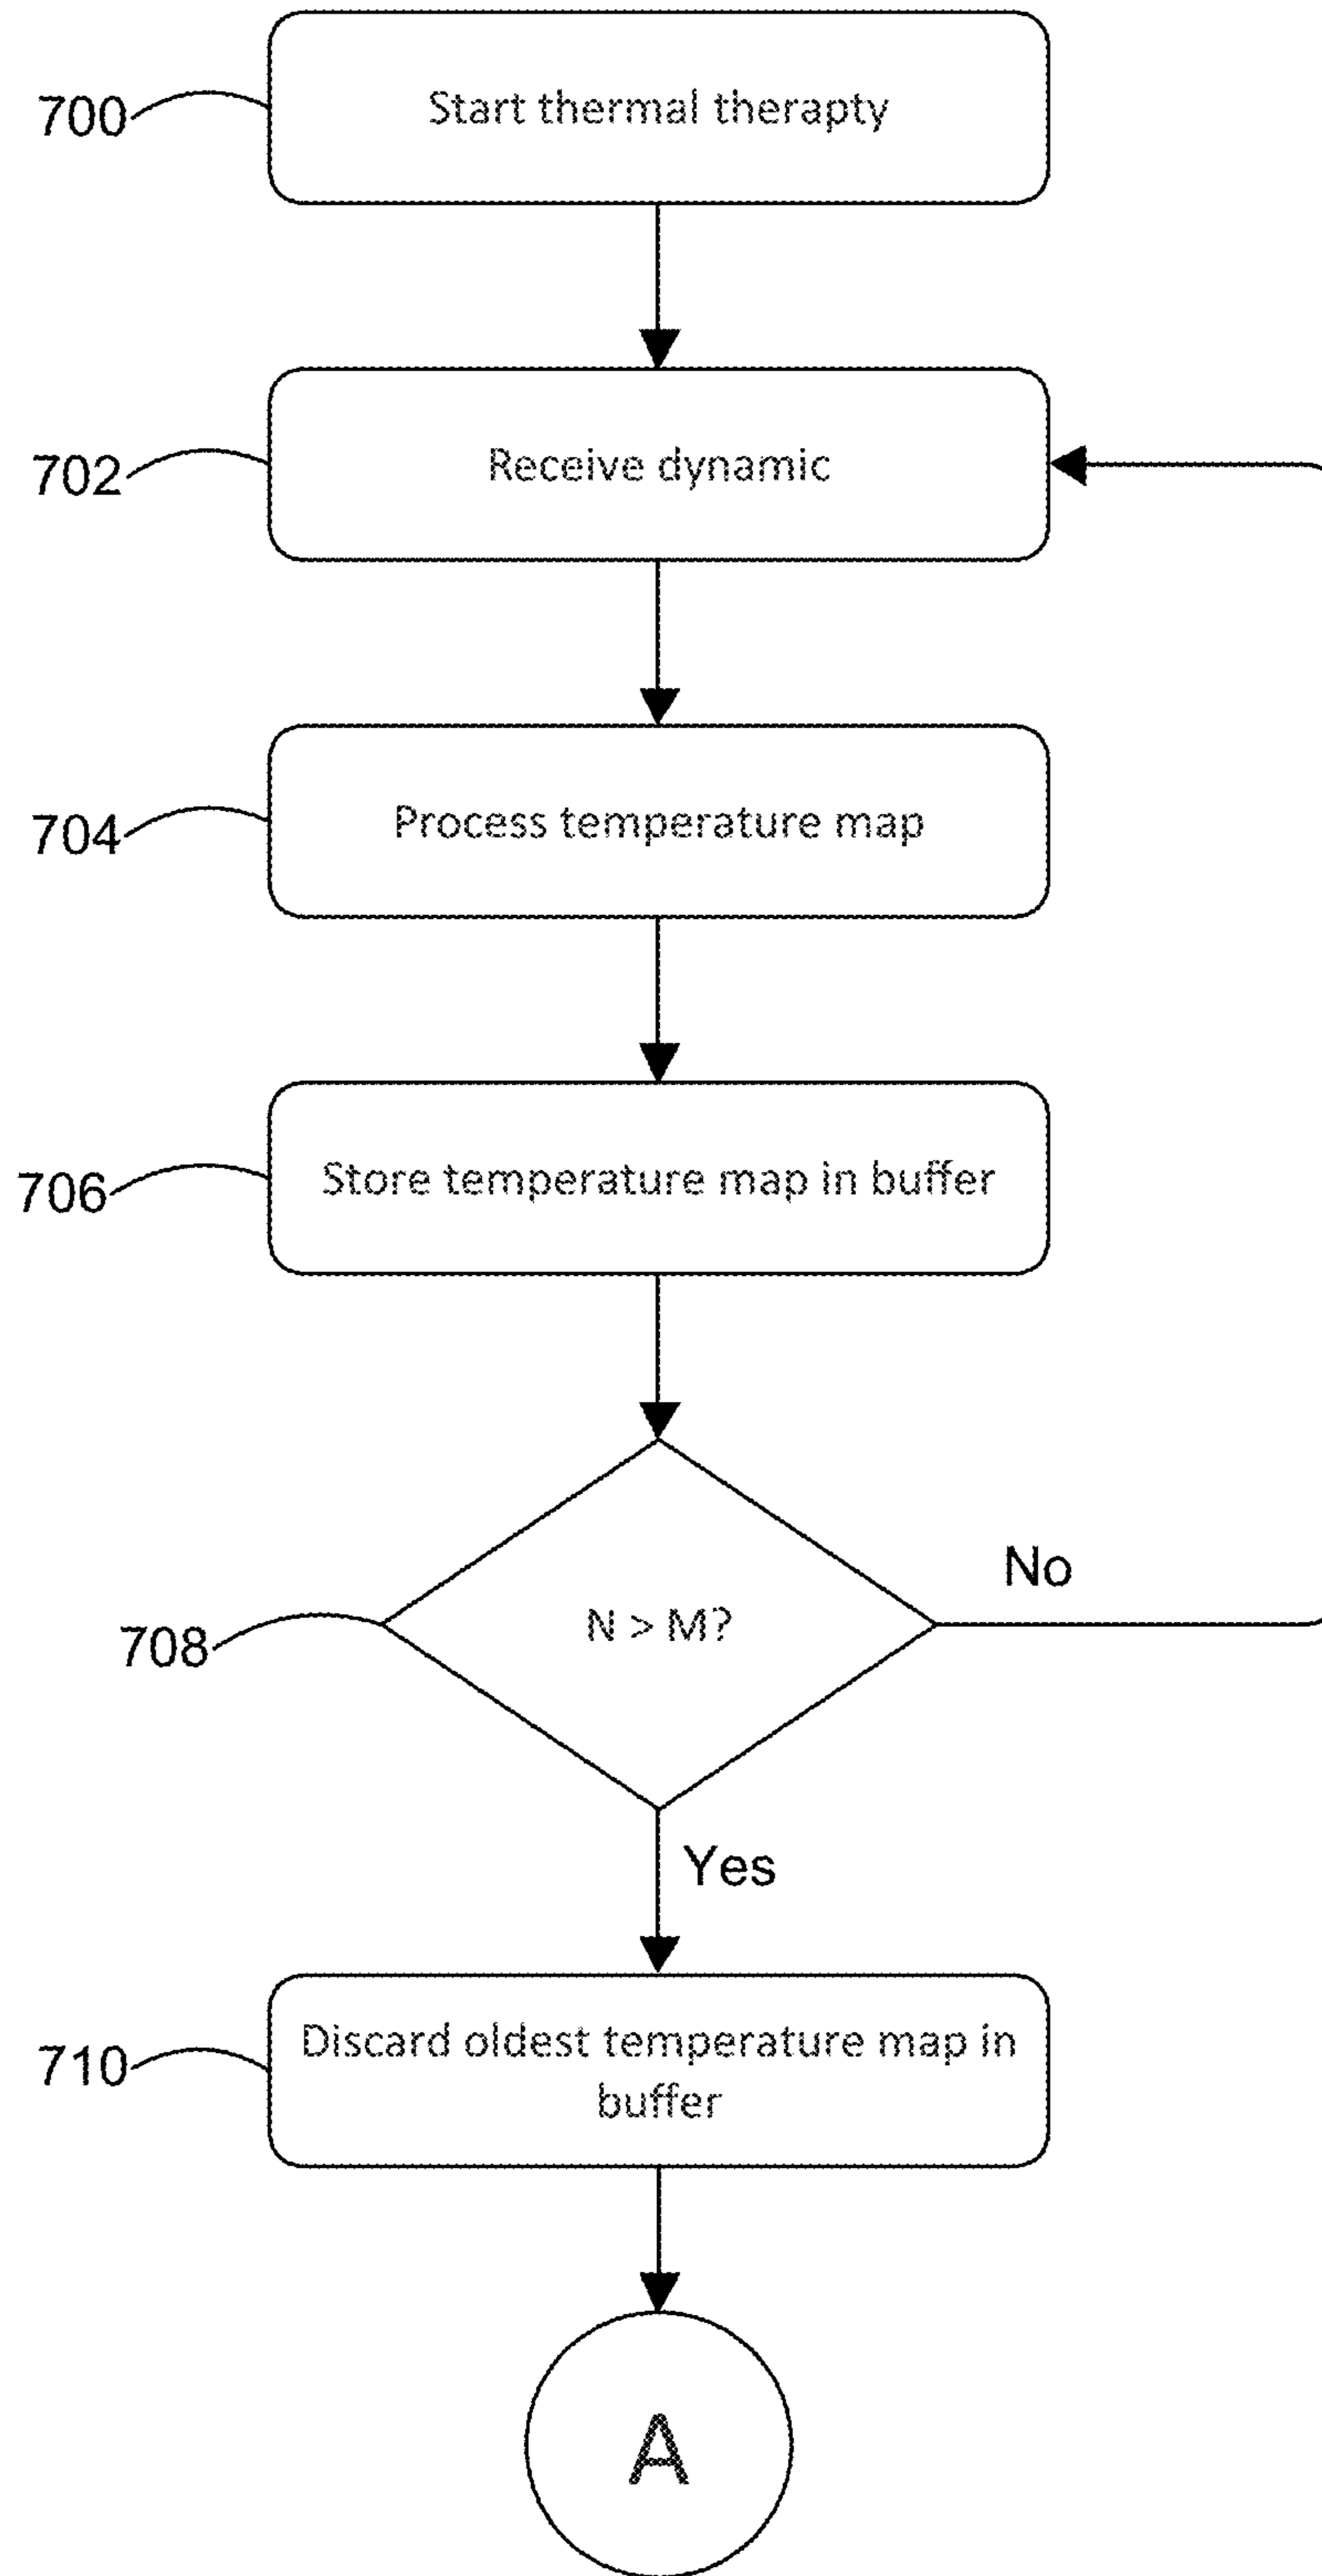 700
Start thermal therapty
702
Receive dynamic
704
Process temperature map
706
Store temperature map in buffer
708
N > M?
No
Yes
710
Discard oldest temperature map in
buffer
A